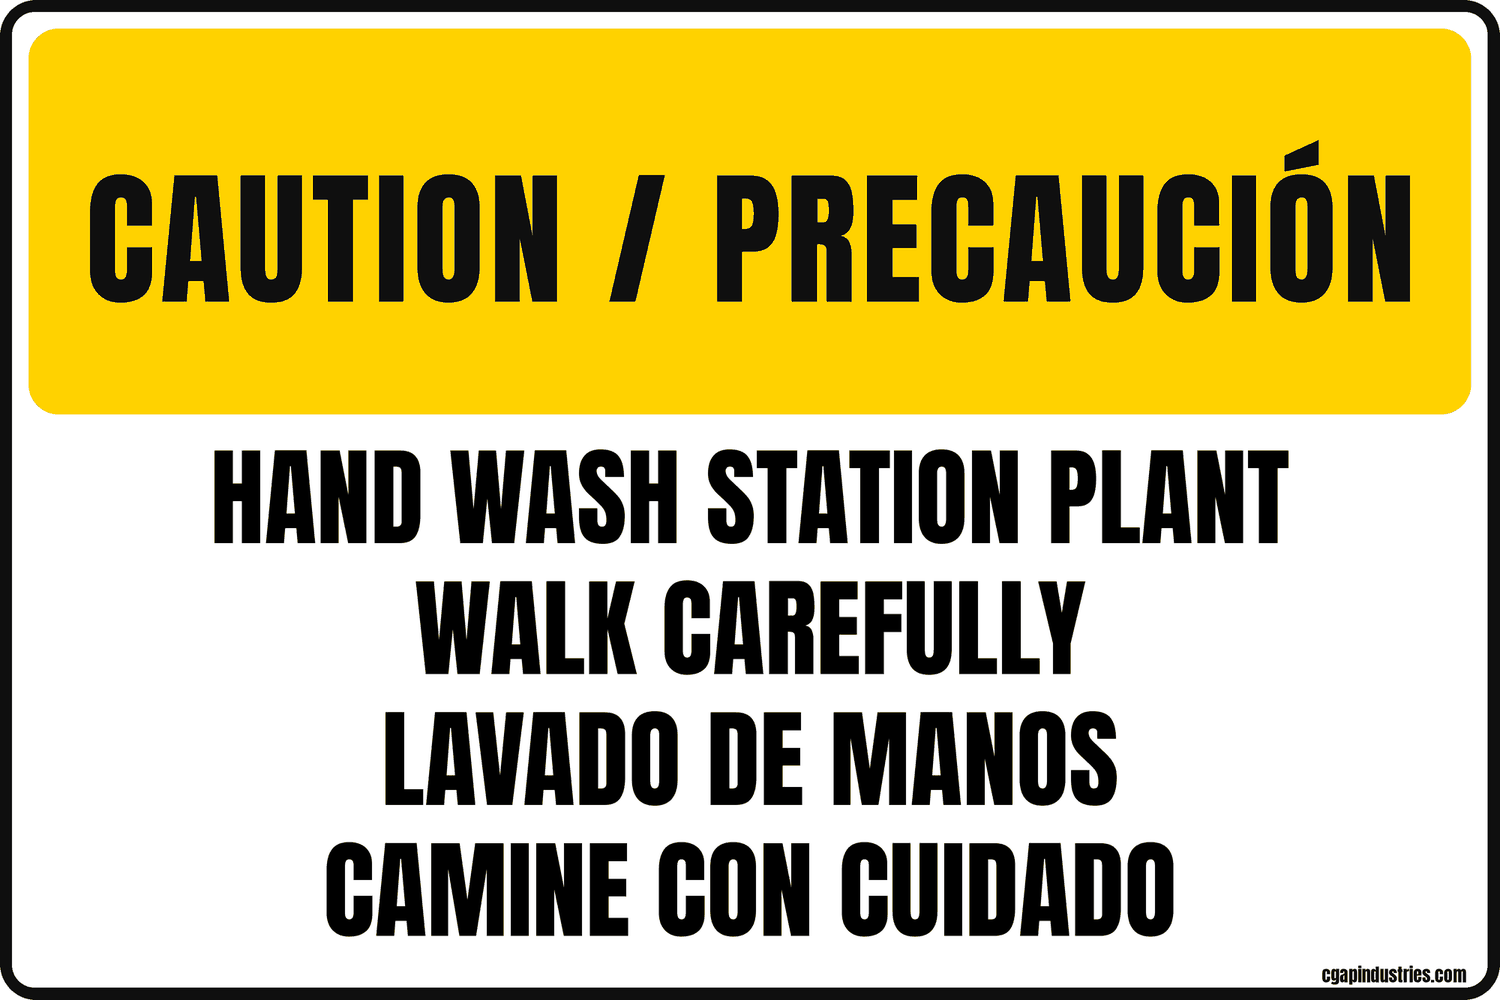 CAUTION / PRECAUCIÓN
HAND WASH STATION PLANT
WALK CAREFULLY
LAVADO DE MANOS
CAMINE CON CUIDADO
cgapindustries.com